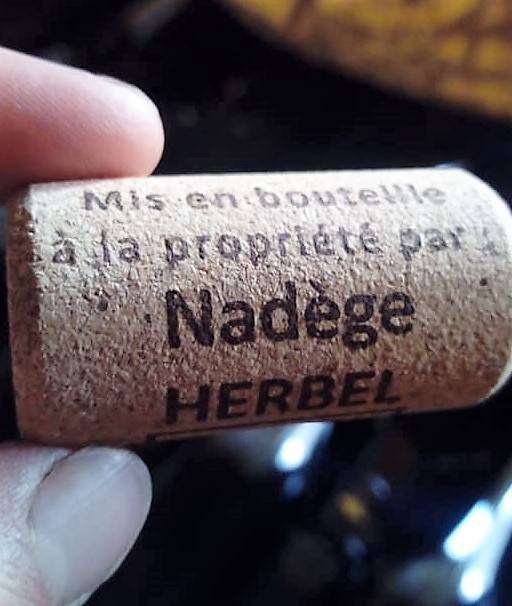 Mis en bouteille
à la propriété par
Nadège
HERBEL